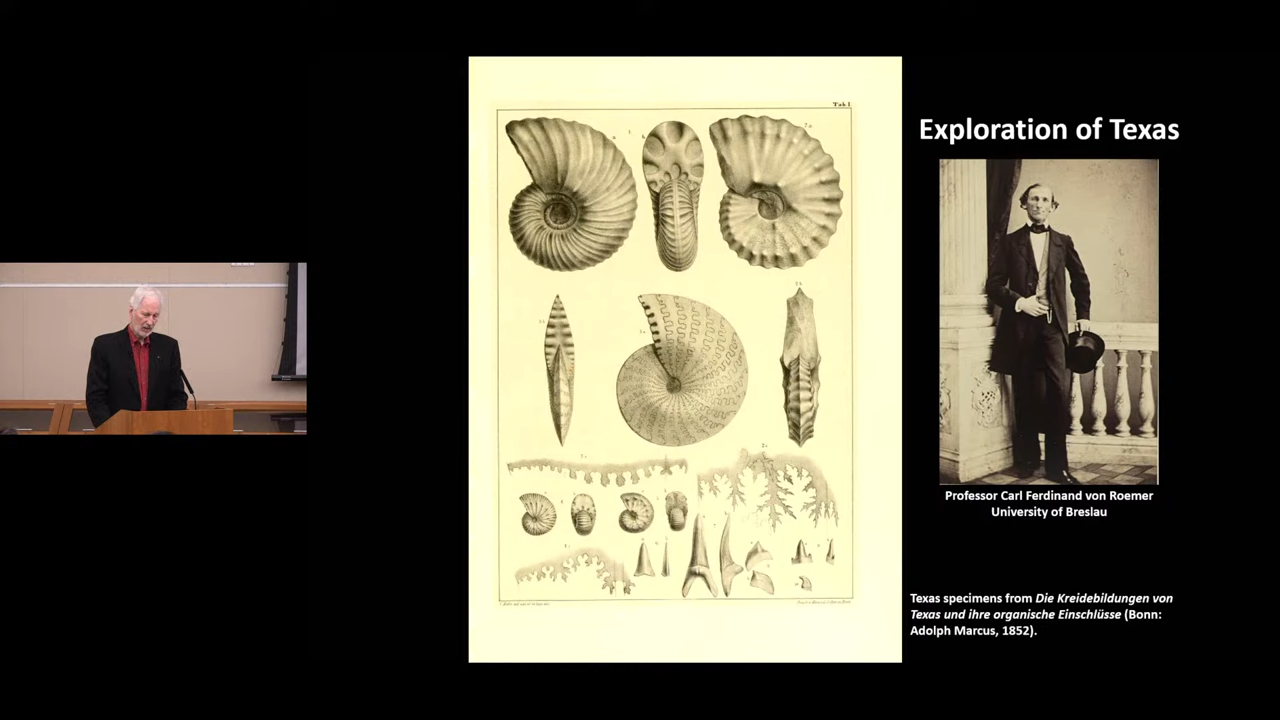 Exploration of Texas
Tab. I.
Professor Carl Ferdinand von Roemer
University of Breslau
Texas specimens from Die Kreidebildungen von
Texas und ihre organische Einschlüsse (Bonn:
Adolph Marcus, 1852).